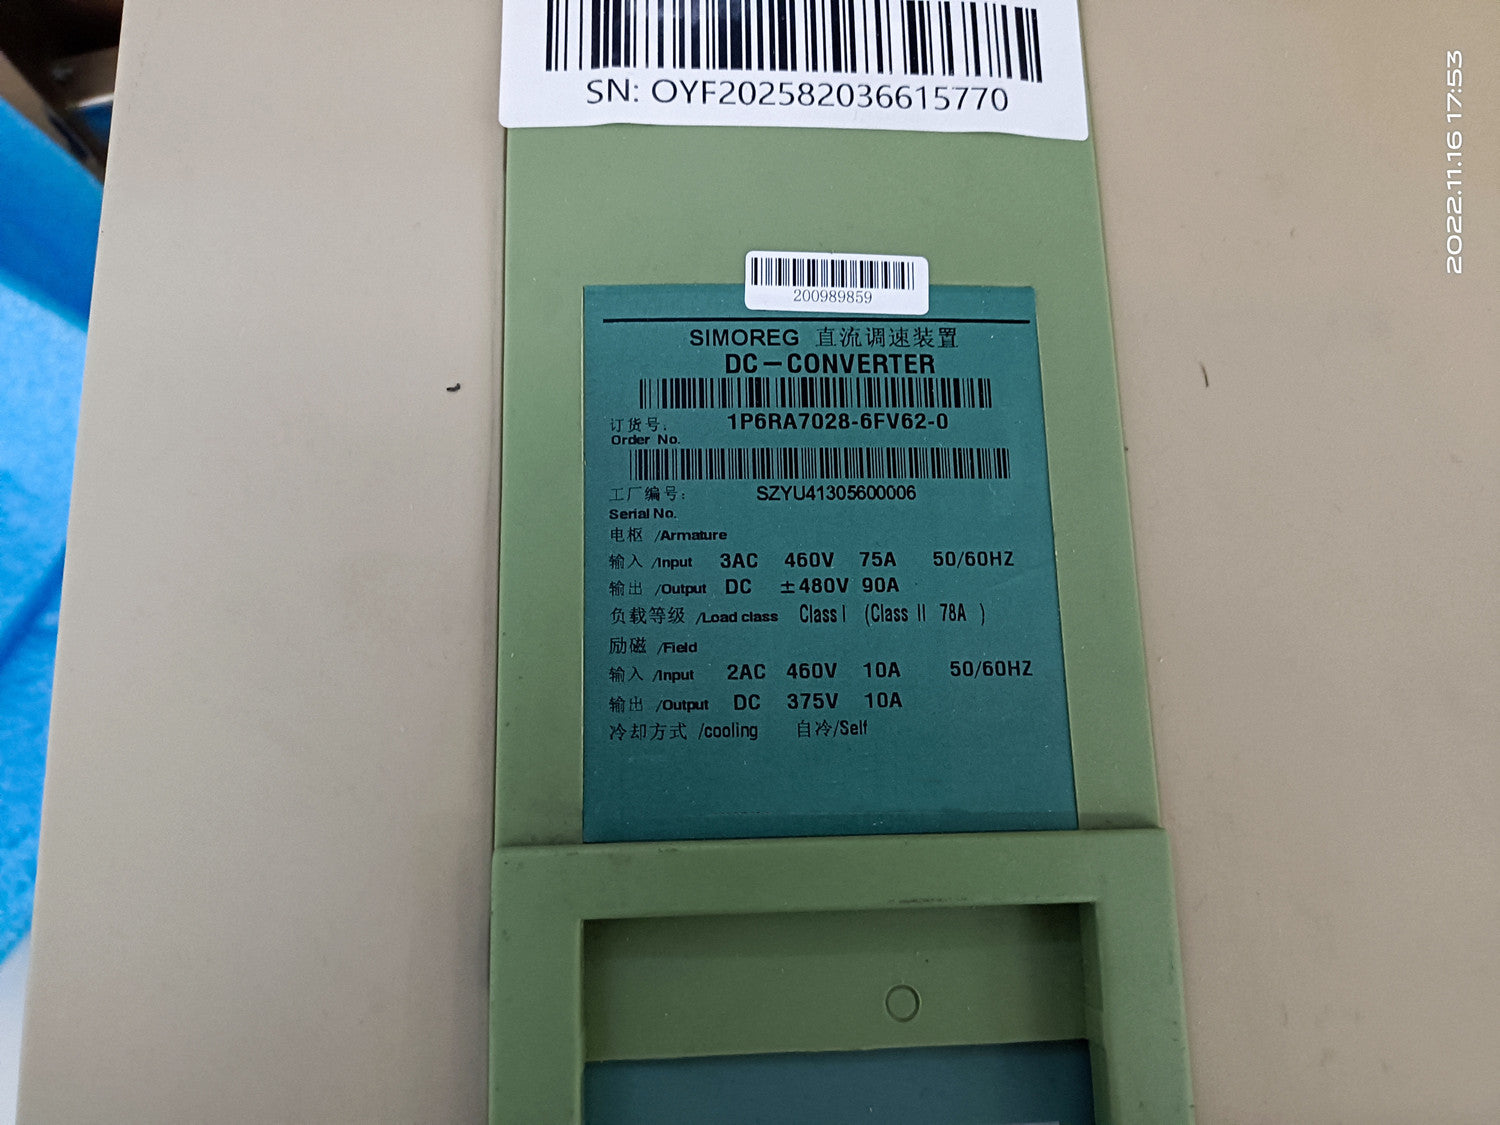 SN: OYF202582036615770
2022.11.16 17:53
200989859
SIMOREG 直流调速装置
DC-CONVERTER
订货号: 1P6RA7028-6FV62-0
Order No.
工厂编号: SZYU41305600006
Serial No.
电枢 /Armature
输入 /Input 3AC 460V 75A 50/60HZ
输出 /Output DC ±480V 90A
负载等级 /Load class Class I (Class II 78A )
励磁 /Field
输入 /Input 2AC 460V 10A 50/60HZ
输出 /Output DC 375V 10A
冷却方式 /cooling 自冷/Self